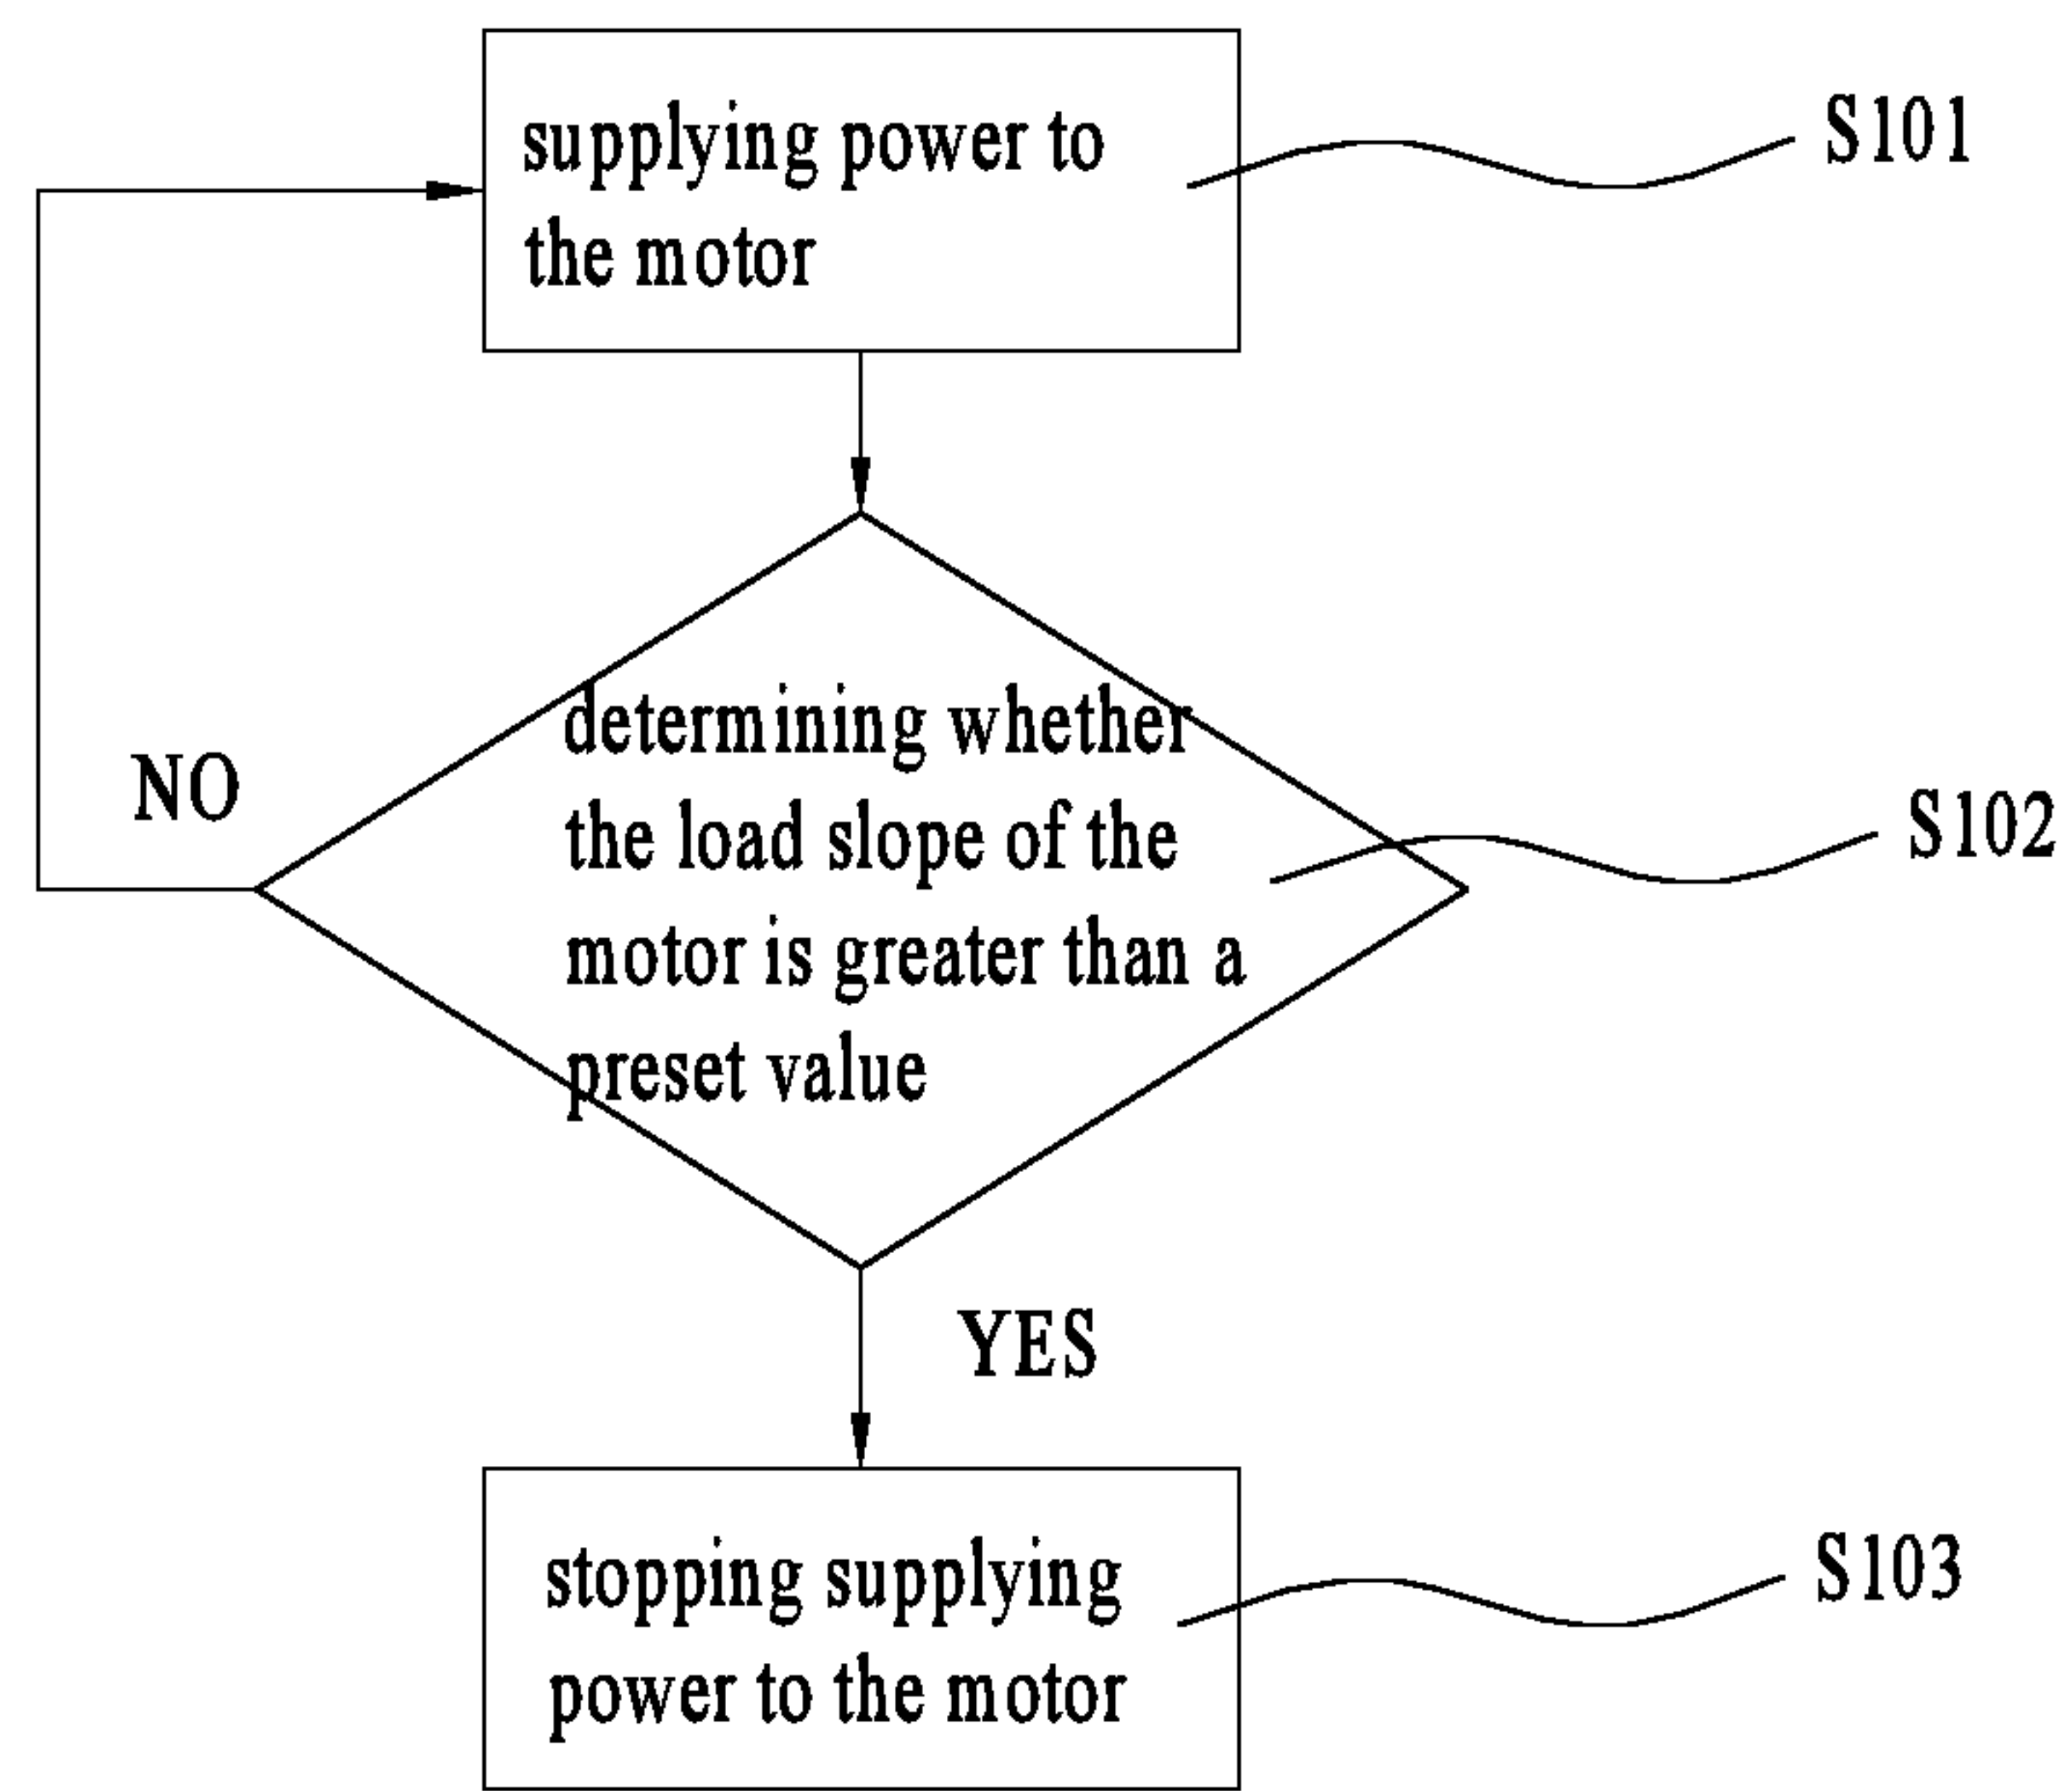 supplying power to
the motor
S101
determining whether
the load slope of the
motor is greater than a
preset value
S102
NO
YES
stopping supplying
power to the motor
S103